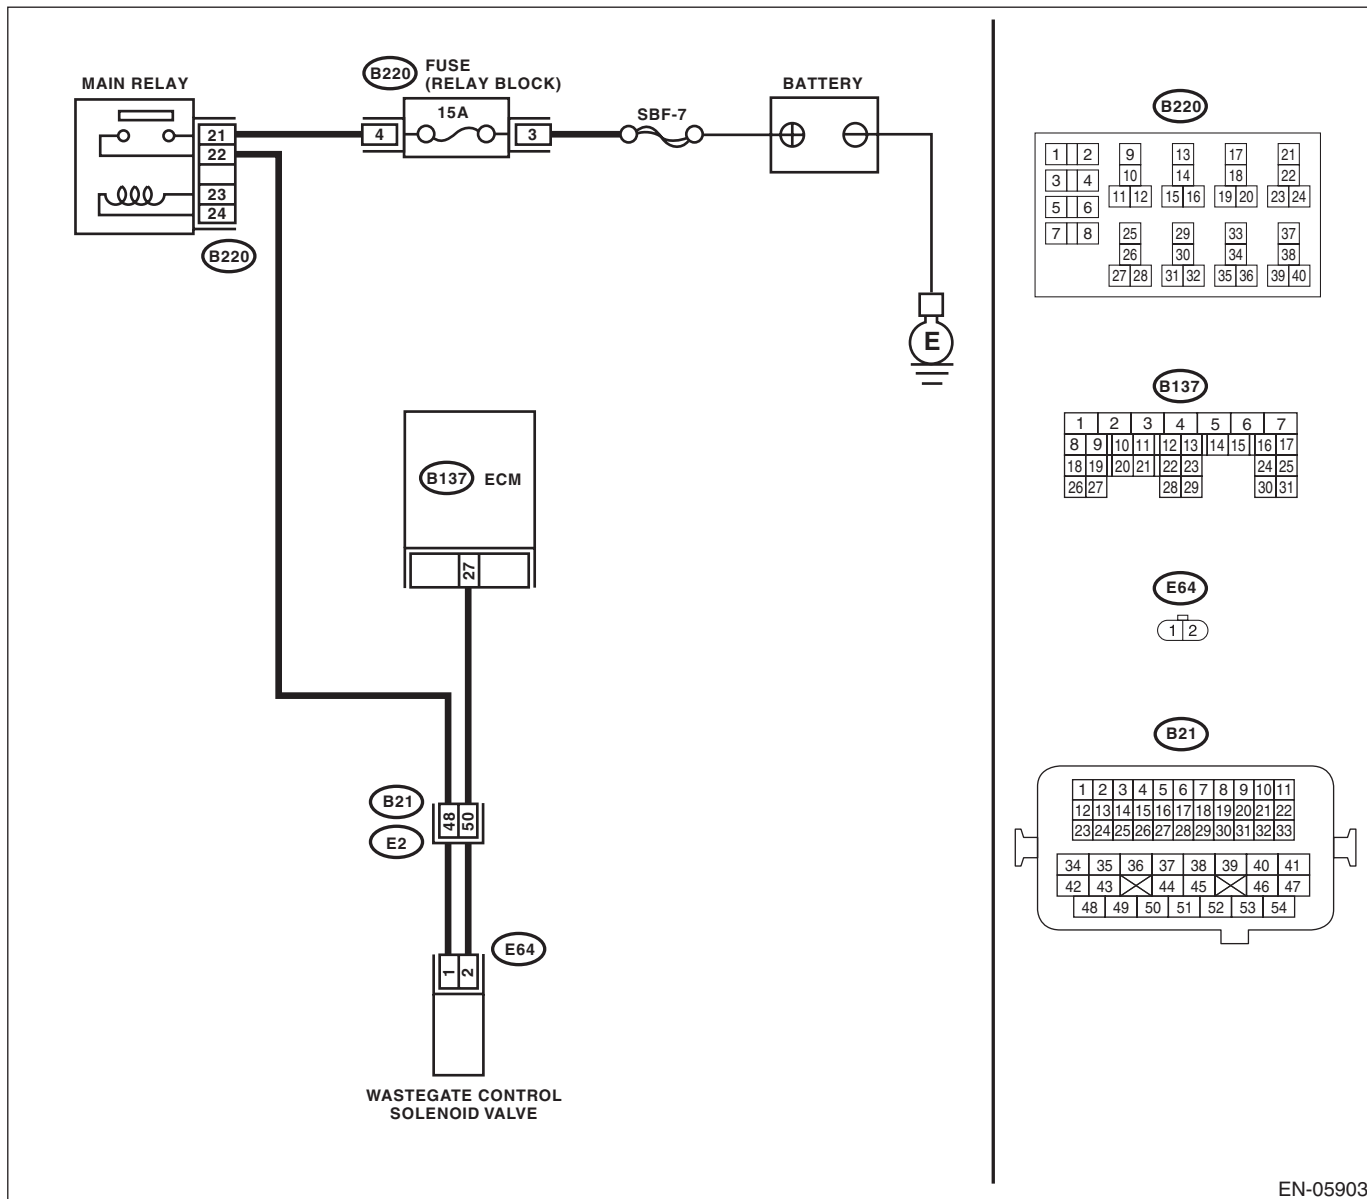 MAIN RELAY
B220
FUSE
(RELAY BLOCK)
15A
4
3
SBF-7
BATTERY
21
22
23
24
B220
E
B137 ECM
27
B21
E2
48 50
E64
1 2
WASTEGATE CONTROL
SOLENOID VALVE
B220
1 2 9 13 17 21
10 14 18 22
3 4
11 12 15 16 19 20 23 24
5 6
7 8 25 29 33 37
26 30 34 38
27 28 31 32 35 36 39 40
B137
1 2 3 4 5 6 7
8 9 10 11 12 13 14 15 16 17
18 19 20 21 22 23 24 25
26 27 28 29 30 31
E64
1 2
B21
1 2 3 4 5 6 7 8 9 10 11
12 13 14 15 16 17 18 19 20 21 22
23 24 25 26 27 28 29 30 31 32 33
34 35 36 37 38 39 40 41
42 43 44 45 46 47
48 49 50 51 52 53 54
EN-05903